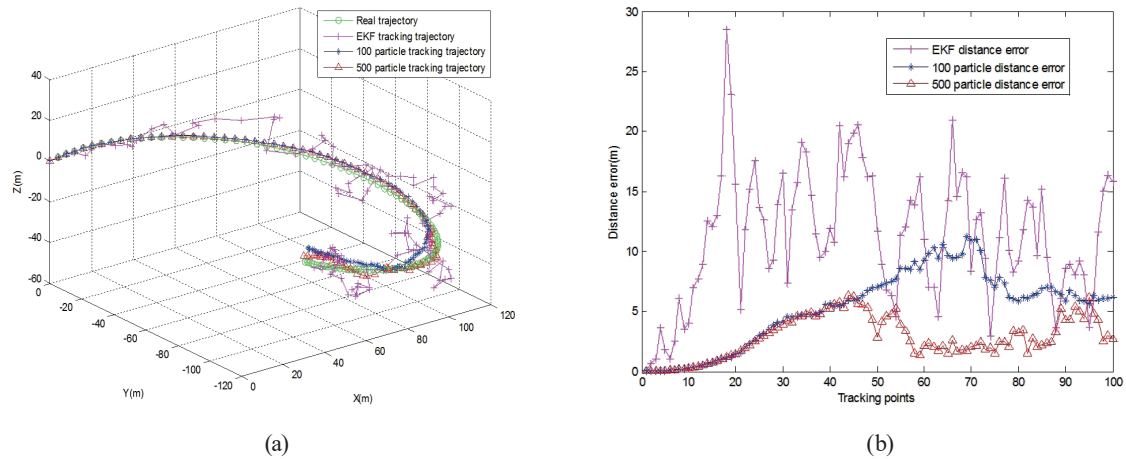 Real trajectory
EKF tracking trajectory
100 particle tracking trajectory
500 particle tracking trajectory
40
20
0
-20
-40
-60
Z(m)
0
-20
-40
-60
-80
-100
-120
Y(m)
0
20
40
60
80
100
120
X(m)
(a)
30
25
20
15
10
5
0
Distance error(m)
EKF distance error
100 particle distance error
500 particle distance error
0 10 20 30 40 50 60 70 80 90 100
Tracking points
(b)